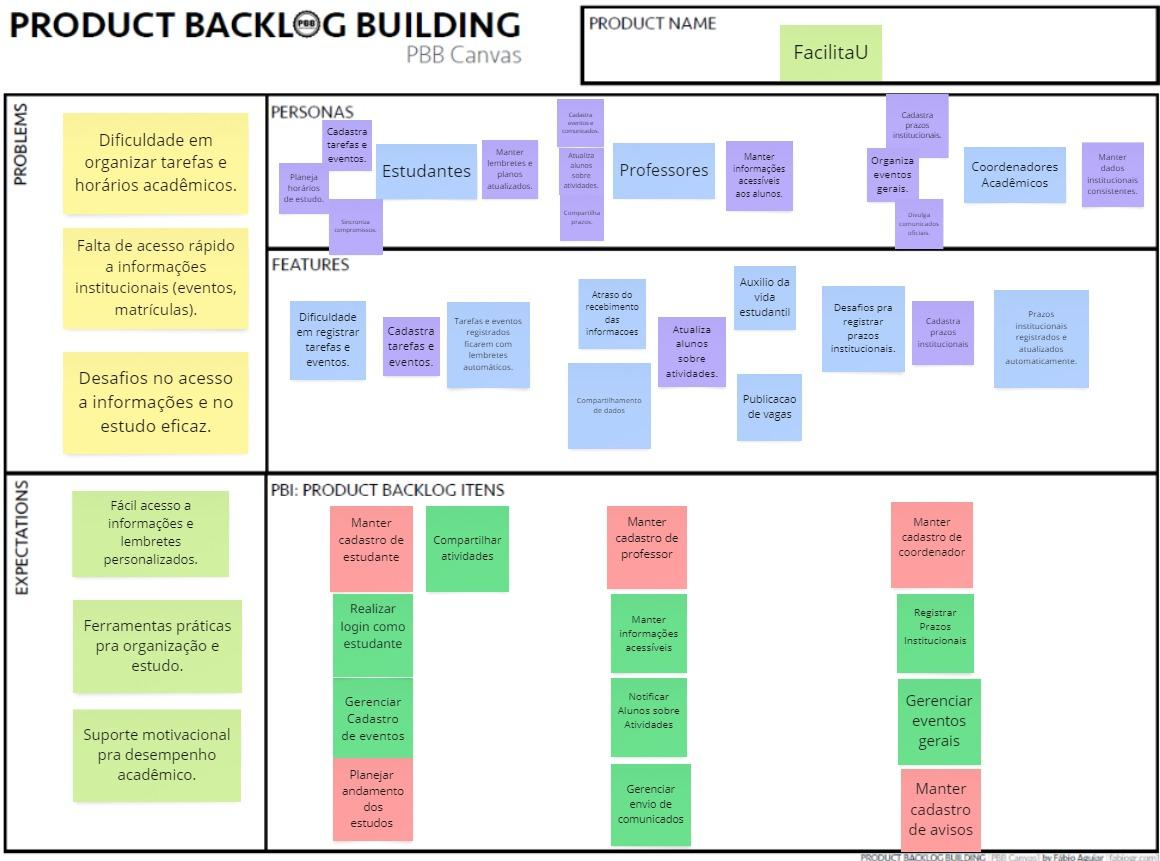 PRODUCT BACKLOG BUILDING
PBB
PBB Canvas
PRODUCT NAME
FacilitaU
PROBLEMS
Dificuldade em
organizar tarefas e
horários acadêmicos.
Falta de acesso rápido
a informações
institucionais (eventos,
matrículas).
Desafios no acesso
a informações e no
estudo eficaz.
PERSONAS
Cadastra
tarefas e
eventos.
Planeja
horários
de estudo.
Sincroniza
compromissos.
Estudantes
Manter
lembretes e
planos
atualizados.
Cadastra
eventos e
comunicados.
Atualiza
alunos
sobre
atividades.
Compartilha
prazos.
Professores
Manter
informações
acessíveis
aos alunos.
Cadastra
prazos
institucionais.
Organiza
eventos
gerais.
Divulga
comunicados
oficiais.
Coordenadores
Acadêmicos
Manter
dados
institucionais
consistentes.
FEATURES
Dificuldade
em registrar
tarefas e
eventos.
Cadastra
tarefas e
eventos.
Tarefas e eventos
registrados
ficarem com
lembretes
automáticos.
Atraso do
recebimento
das
informacoes
Compartilhamento
de dados
Atualiza
alunos
sobre
atividades.
Auxilio da
vida
estudantil
Publicacao
de vagas
Desafios pra
registrar
prazos
institucionais.
Cadastra
prazos
institucionais
Prazos
institucionais
registrados e
atualizados
automaticamente.
EXPECTATIONS
Fácil acesso a
informações e
lembretes
personalizados.
Ferramentas práticas
pra organização e
estudo.
Suporte motivacional
pra desempenho
acadêmico.
PBI: PRODUCT BACKLOG ITENS
Manter
cadastro de
estudante
Compartilhar
atividades
Realizar
login como
estudante
Gerenciar
Cadastro
de eventos
Planejar
andamento
dos
estudos
Manter
cadastro de
professor
Manter
informações
acessíveis
Notificar
Alunos sobre
Atividades
Gerenciar
envio de
comunicados
Manter
cadastro de
coordenador
Registrar
Prazos
Institucionais
Gerenciar
eventos
gerais
Manter
cadastro
de avisos
PRODUCT BACKLOG BUILDING | PBB Canvas | by Fábio Aguiar | fabiogr.com